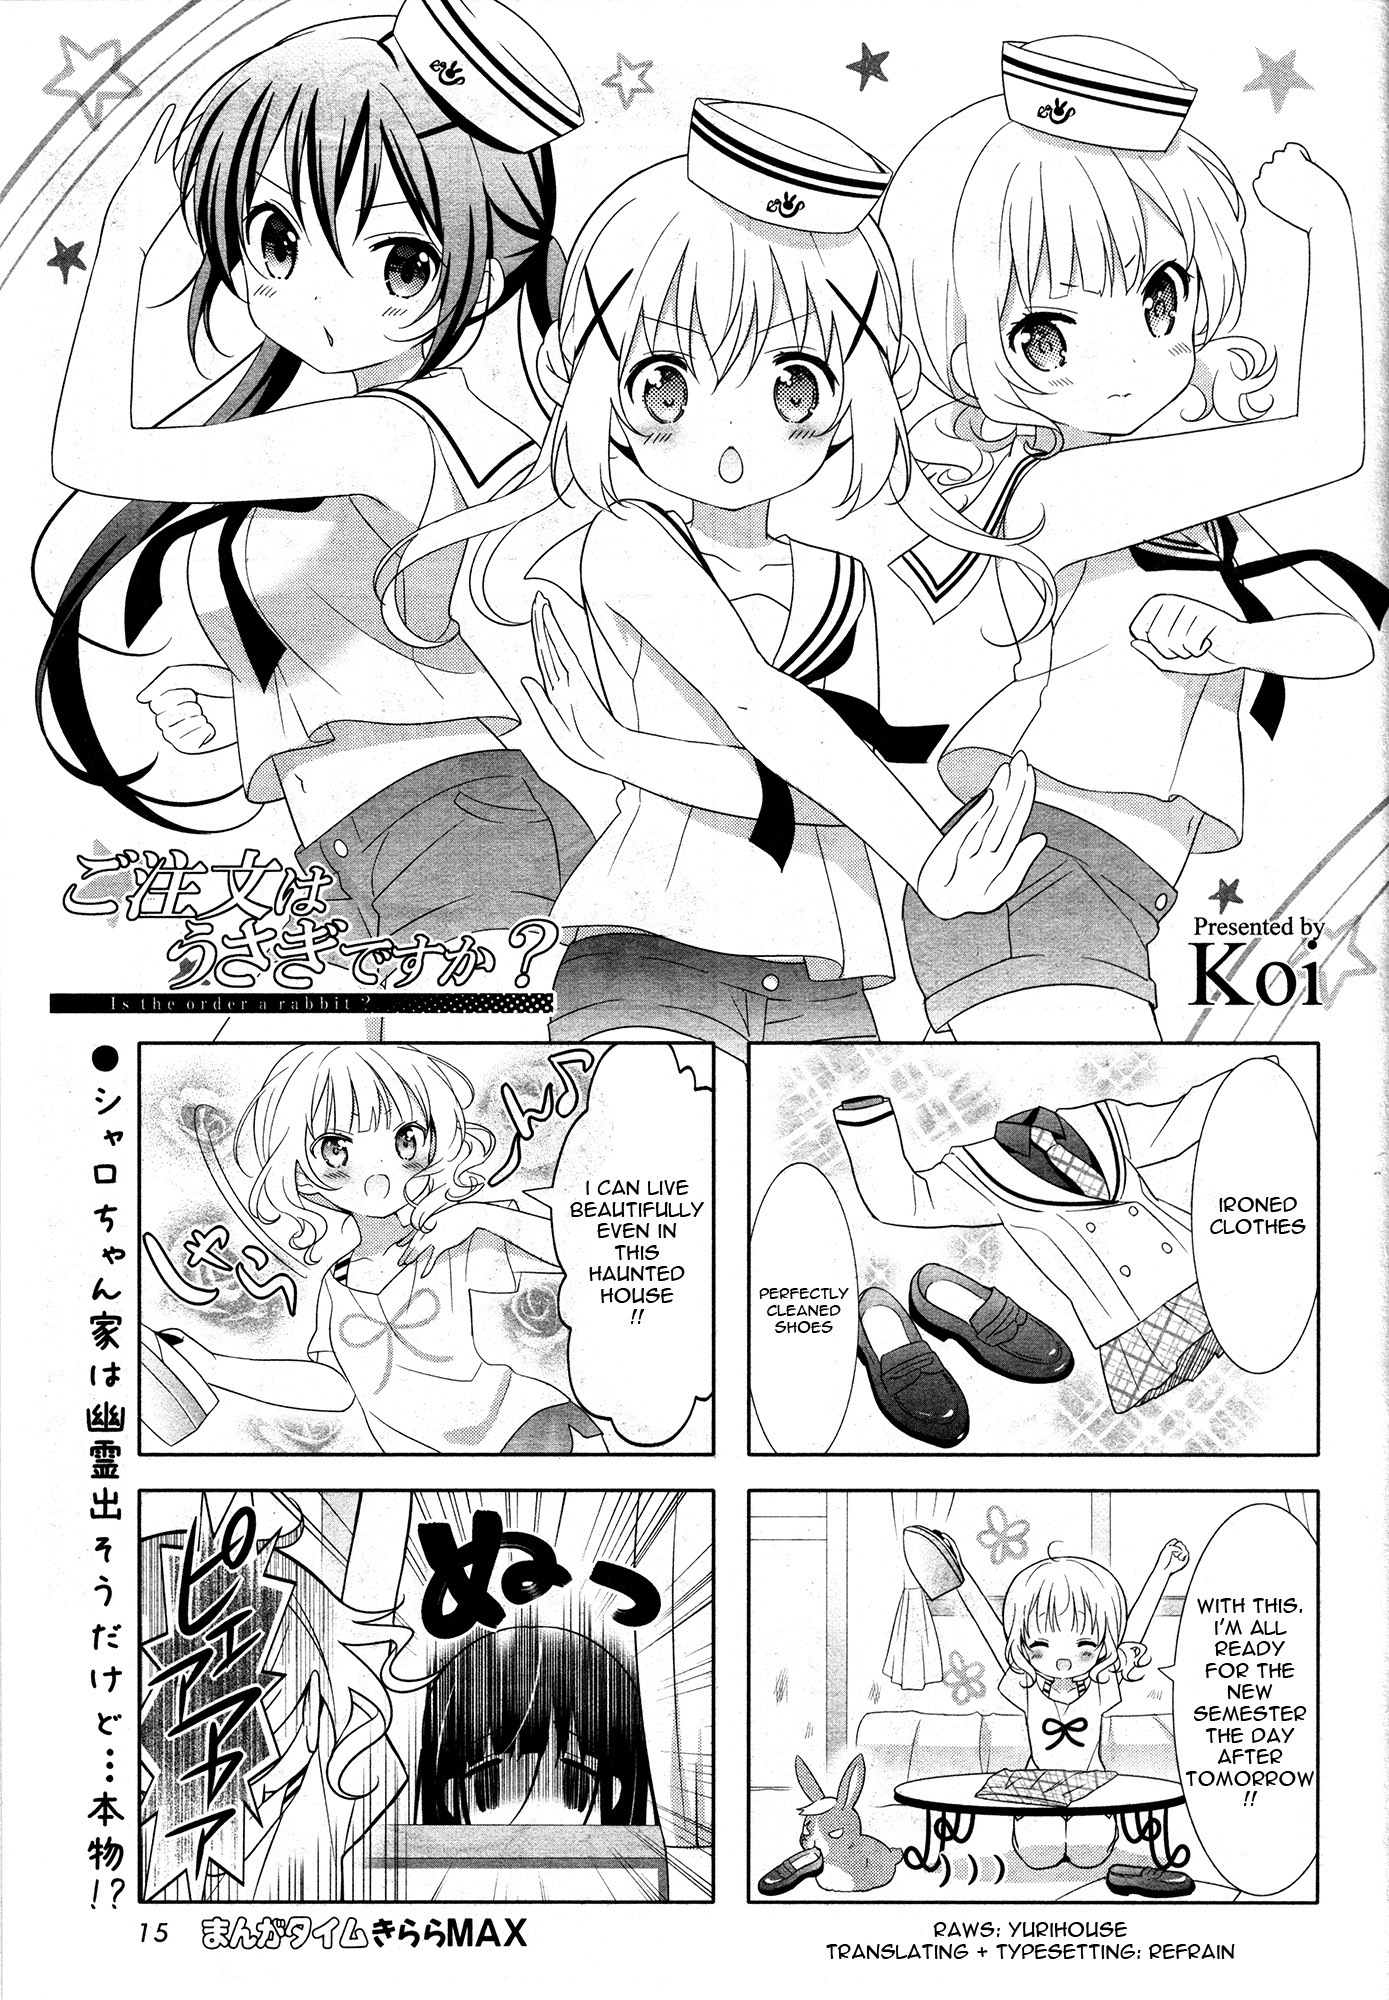 ご注文は
うさぎですか?
Is the order a rabbit?
Presented by
Koi
IRONED
CLOTHES
PERFECTLY
CLEANED
SHOES
WITH THIS,
I'M ALL
READY
FOR THE
NEW
SEMESTER
THE DAY
AFTER
TOMORROW
!!
しゃらら
〜ん♪
I CAN LIVE
BEAUTIFULLY
EVEN IN
THIS
HAUNTED
HOUSE
!!
ぬっ
ピェアアアアァ
●シャロちゃん家は幽霊出そうだけど…本物!?
15 まんがタイムきららMAX
RAWS: YURIHOUSE
TRANSLATING + TYPESETTING: REFRAIN